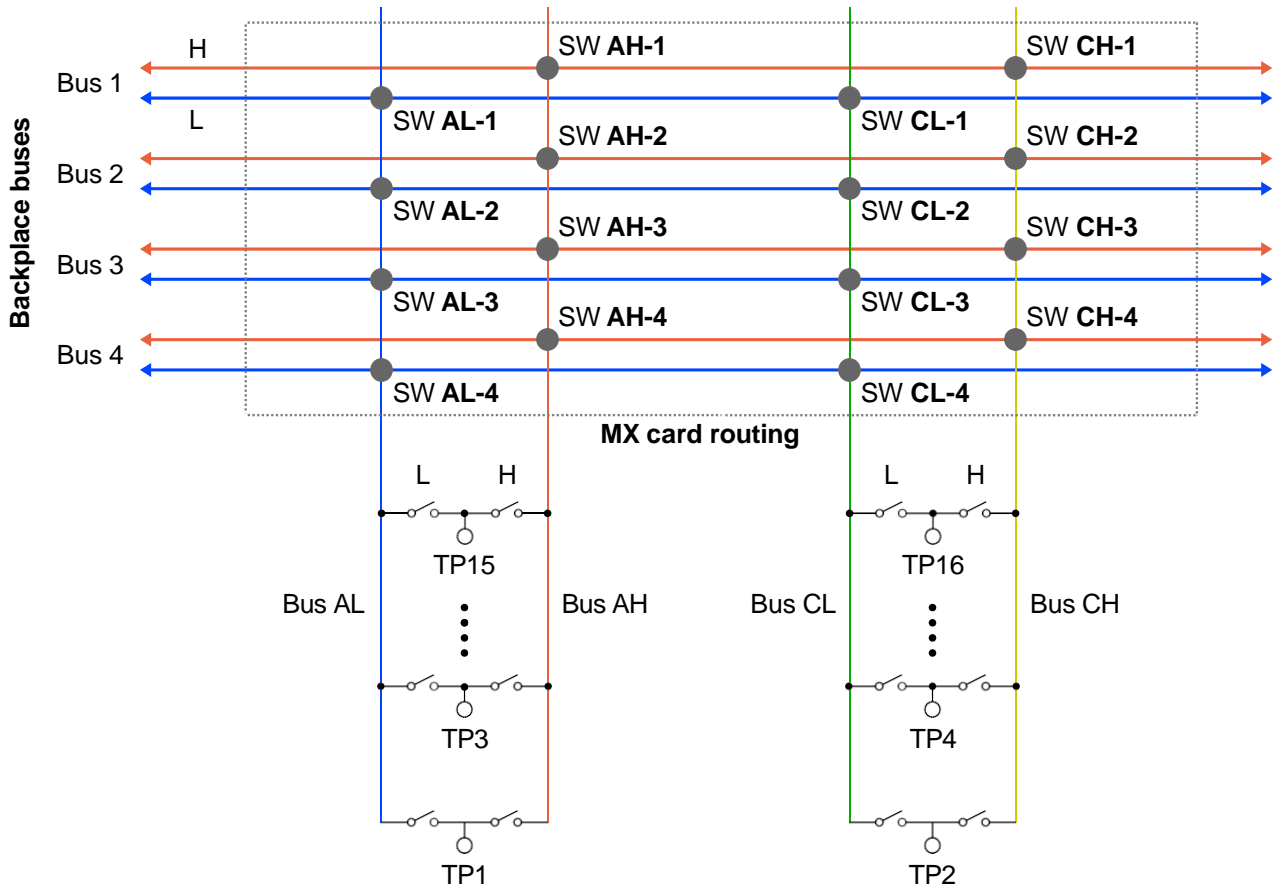 H
SW AH-1
SW CH-1
Bus 1
L
SW AL-1
SW CL-1
SW AH-2
SW CH-2
Bus 2
SW AL-2
SW CL-2
SW AH-3
SW CH-3
Bus 3
SW AL-3
SW CL-3
SW AH-4
SW CH-4
Bus 4
SW AL-4
SW CL-4
Backplace buses
MX card routing
L
H
L
H
TP15
TP16
Bus AL
Bus AH
Bus CL
Bus CH
TP3
TP4
TP1
TP2